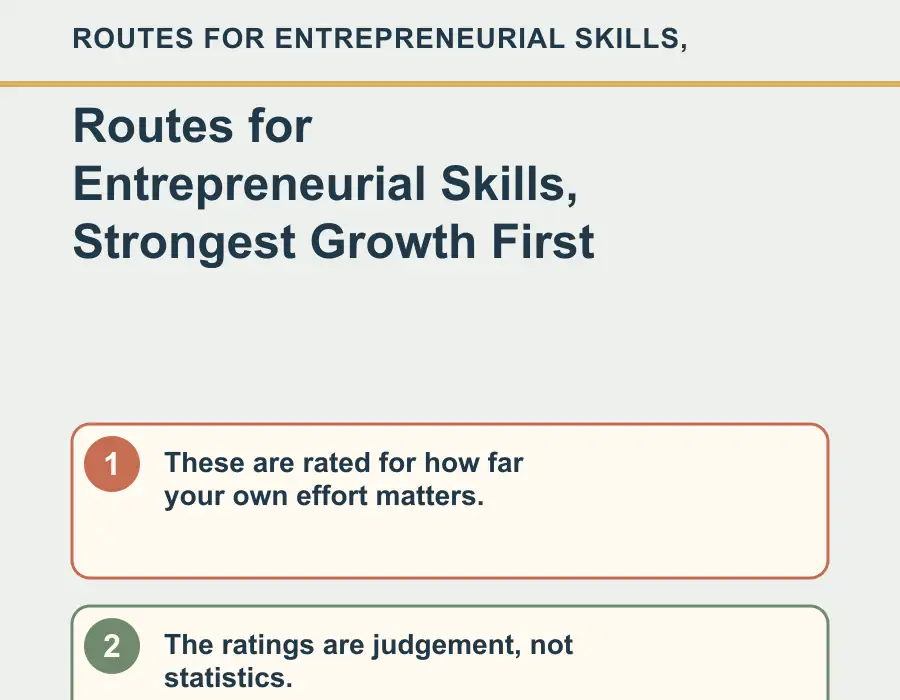 ROUTES FOR ENTREPRENEURIAL SKILLS,
Routes for
Entrepreneurial Skills,
Strongest Growth First
1
These are rated for how far
your own effort matters.
2
The ratings are judgement, not
statistics.